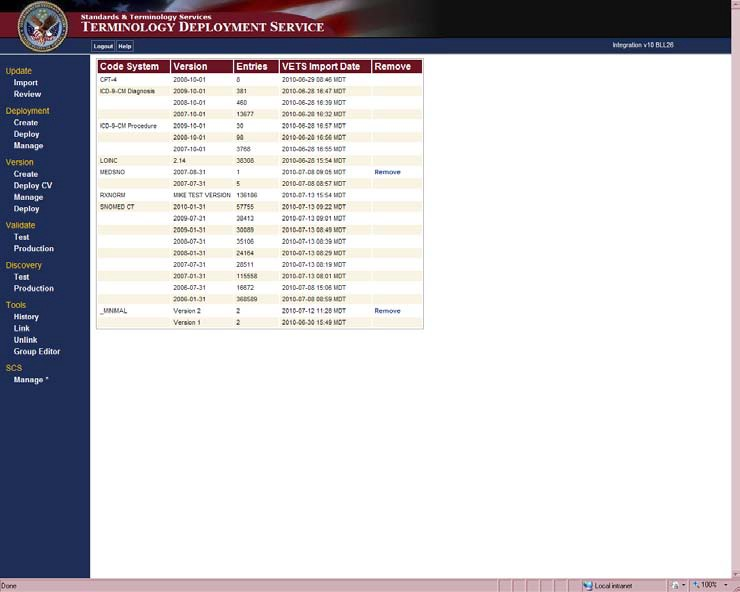 Standards & Terminology Services
TERMINOLOGY DEPLOYMENT SERVICE
Logout Help
Integration v10 BLL26
Update
Import
Review
Deployment
Create
Deploy
Manage
Version
Create
Deploy CV
Manage
Deploy
Validate
Test
Production
Discovery
Test
Production
Tools
History
Link
Unlink
Group Editor
SCS
Manage *
Code System Version Entries VETS Import Date Remove
CPT-4 2008-10-01 8 2010-06-29 08:46 MDT
ICD-9-CM Diagnosis 2009-10-01 381 2010-06-28 16:47 MDT
2008-10-01 460 2010-06-28 16:39 MDT
2007-10-01 13677 2010-06-28 16:32 MDT
ICD-9-CM Procedure 2009-10-01 30 2010-06-28 16:57 MDT
2008-10-01 98 2010-06-28 16:56 MDT
2007-10-01 3768 2010-06-28 16:55 MDT
LOINC 2.14 38308 2010-06-28 15:54 MDT
MEDSNO 2007-08-31 1 2010-07-08 09:05 MDT Remove
2007-07-31 5 2010-07-08 08:57 MDT
RXNORM MIKE TEST VERSION 136186 2010-07-13 15:54 MDT
SNOMED CT 2010-01-31 57755 2010-07-13 09:22 MDT
2009-07-31 38413 2010-07-13 09:01 MDT
2009-01-31 30089 2010-07-13 08:49 MDT
2008-07-31 35106 2010-07-13 08:39 MDT
2008-01-31 24164 2010-07-13 08:29 MDT
2007-07-31 28511 2010-07-13 08:19 MDT
2007-01-31 115558 2010-07-13 08:01 MDT
2006-07-31 16672 2010-07-08 15:06 MDT
2006-01-31 368589 2010-07-08 08:59 MDT
_MINIMAL Version 2 2 2010-07-12 11:28 MDT Remove
Version 1 2 2010-06-30 15:49 MDT
Done
Local intranet
100%